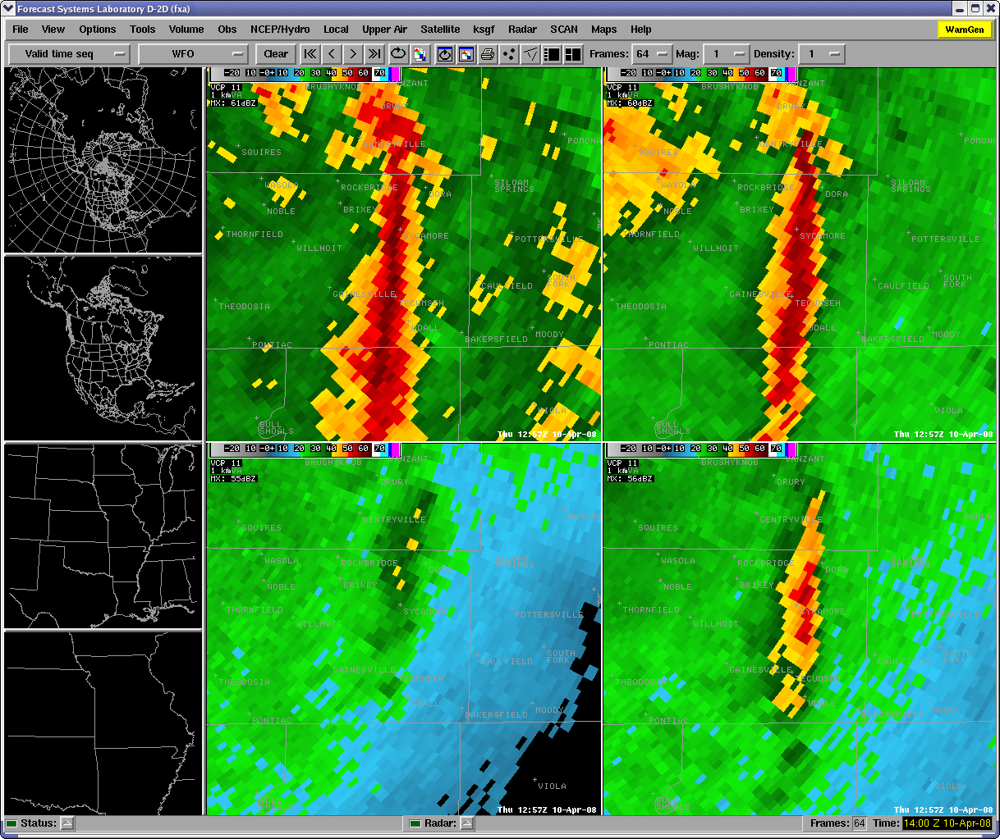 Forecast Systems Laboratory D-2D (fxa)
File View Options Tools Volume Obs NCEP/Hydro Local Upper Air Satellite ksgf Radar SCAN Maps Help
WarnGen
Valid time seq WFO Clear Frames: 64 Mag: 1 Density: 1
-20 10 -0+ 10 20 30 40 50 60 70
VCP 11
1 km
MX: 61dBZ
BRUSHYKNOB
VANZANT
DRURY
POMONA
GENTRYVILLE
SQUIRES
WASOLA
ROCKBRIDGE
DORA
SILOAM
SPRINGS
NOBLE
BRIXEY
THORNFIELD
SYCAMORE
POTTERSVILLE
WILLHOIT
SOUTH
FORK
GAINESVILLE
CAULFIELD
THEODOSIA
TECUMSEH
UDALL
MOODY
PONTIAC
BAKERSFIELD
VIOLA
BULL
SHOALS
Thu 12:57Z 10-Apr-08
-20 10 -0+ 10 20 30 40 50 60 70
VCP 11
1 km
MX: 60dBZ
BRUSHYKNOB
VANZANT
DRURY
POMONA
GENTRYVILLE
SQUIRES
WASOLA
ROCKBRIDGE
DORA
SILOAM
SPRINGS
NOBLE
BRIXEY
THORNFIELD
SYCAMORE
POTTERSVILLE
WILLHOIT
SOUTH
FORK
GAINESVILLE
CAULFIELD
THEODOSIA
TECUMSEH
UDALL
MOODY
PONTIAC
BAKERSFIELD
VIOLA
BULL
SHOALS
Thu 12:57Z 10-Apr-08
-20 10 -0+ 10 20 30 40 50 60 70
VCP 11
1 km
MX: 55dBZ
BRUSHYKNOB
VANZANT
DRURY
POMONA
GENTRYVILLE
SQUIRES
WASOLA
ROCKBRIDGE
DORA
SILOAM
SPRINGS
NOBLE
BRIXEY
THORNFIELD
SYCAMORE
POTTERSVILLE
WILLHOIT
SOUTH
FORK
GAINESVILLE
CAULFIELD
THEODOSIA
TECUMSEH
UDALL
MOODY
PONTIAC
BAKERSFIELD
VIOLA
BULL
SHOALS
Thu 12:57Z 10-Apr-08
-20 10 -0+ 10 20 30 40 50 60 70
VCP 11
1 km
MX: 56dBZ
BRUSHYKNOB
VANZANT
DRURY
POMONA
GENTRYVILLE
SQUIRES
WASOLA
ROCKBRIDGE
DORA
SILOAM
SPRINGS
NOBLE
BRIXEY
THORNFIELD
SYCAMORE
POTTERSVILLE
WILLHOIT
SOUTH
FORK
GAINESVILLE
CAULFIELD
THEODOSIA
TECUMSEH
UDALL
MOODY
PONTIAC
BAKERSFIELD
VIOLA
BULL
SHOALS
Thu 12:57Z 10-Apr-08
Status: Radar: Frames: 64 Time: 14:00 Z 10-Apr-08